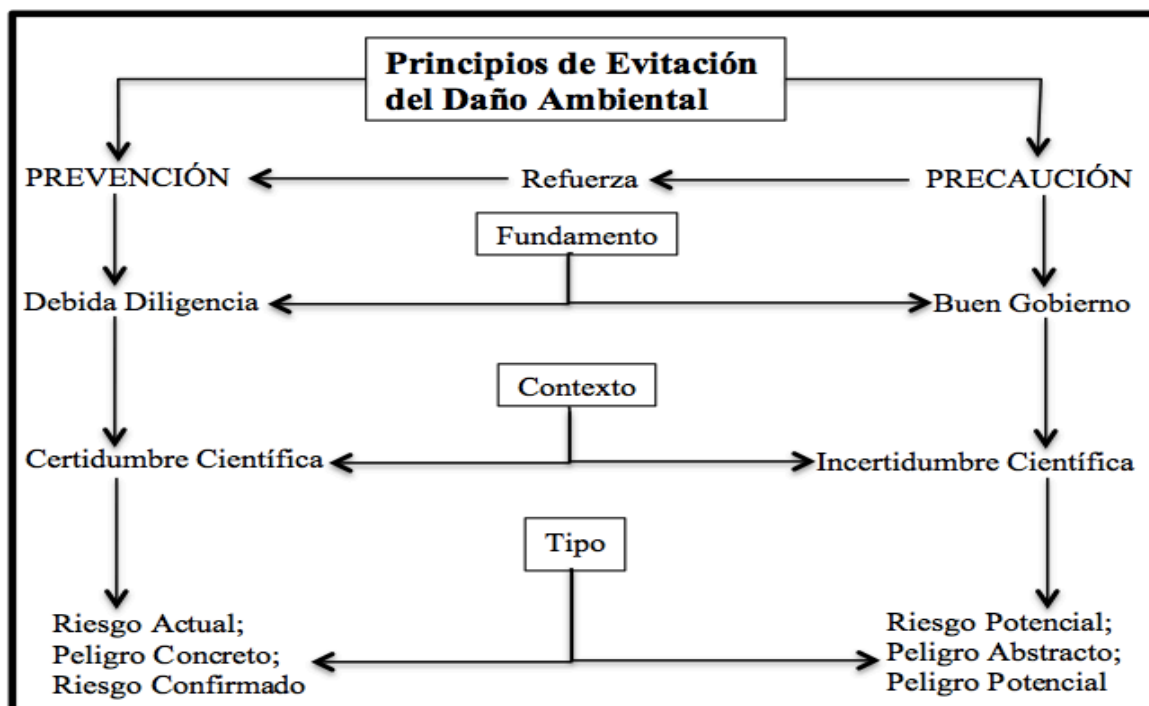 Principios de Evitación
del Daño Ambiental
PREVENCIÓN
Refuerza
PRECAUCIÓN
Fundamento
Debida Diligencia
Buen Gobierno
Contexto
Certidumbre Científica
Incertidumbre Científica
Tipo
Riesgo Actual;
Peligro Concreto;
Riesgo Confirmado
Riesgo Potencial;
Peligro Abstracto;
Peligro Potencial